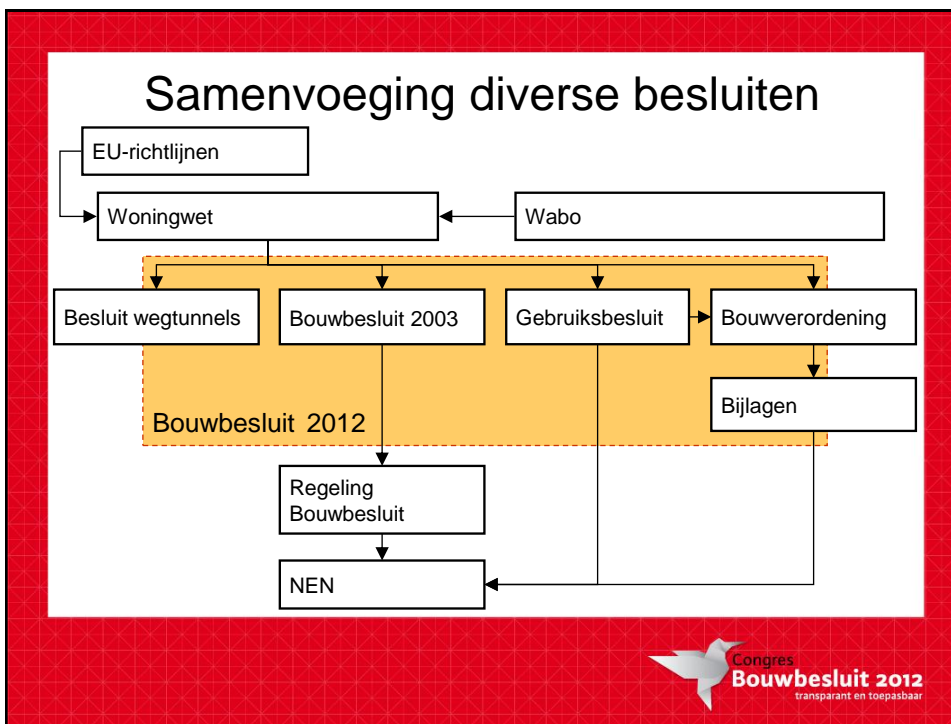 Samenvoeging diverse besluiten
EU-richtlijnen
Woningwet
Wabo
Besluit wegtunnels
Bouwbesluit 2003
Gebruiksbesluit
Bouwverordening
Bijlagen
Bouwbesluit 2012
Regeling
Bouwbesluit
NEN
Congres
Bouwbesluit 2012
transparant en toepasbaar